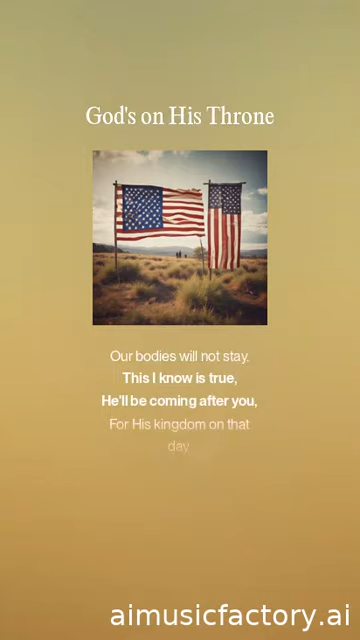 God's on His Throne
Our bodies will not stay.
This I know is true,
He'll be coming after you,
For His kingdom on that
day
aimusicfactory.ai